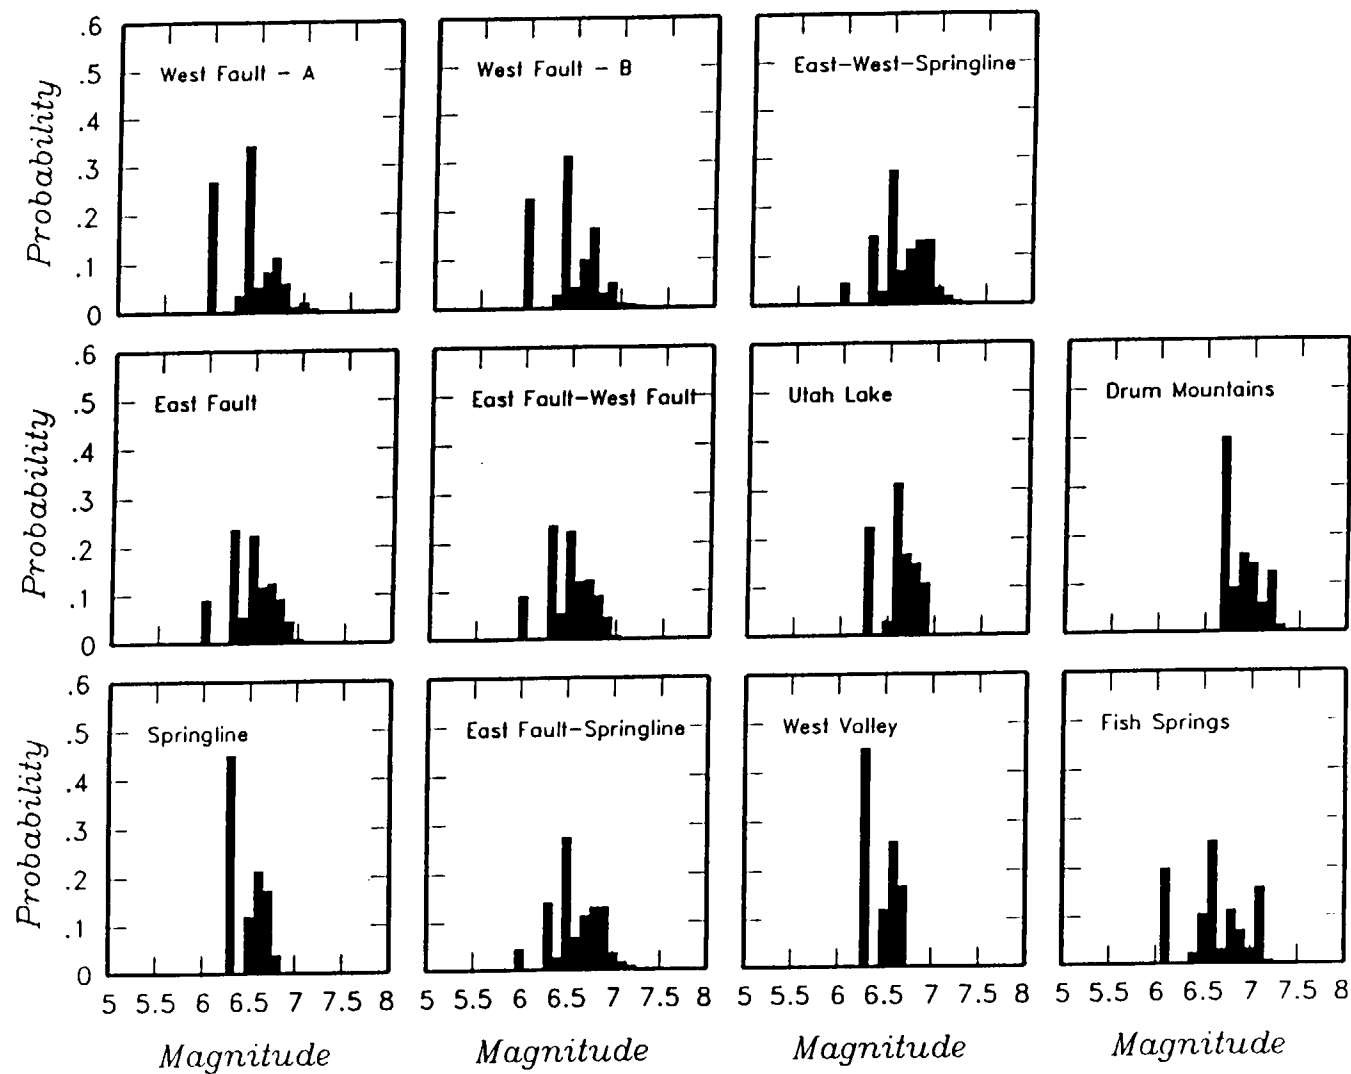 .6
.5
.4
.3
.2
.1
0
Probability
West Fault - A
West Fault - B
East-West-Springline
.6
.5
.4
.3
.2
.1
0
Probability
East Fault
East Fault-West Fault
Utah Lake
Drum Mountains
.6
.5
.4
.3
.2
.1
0
Probability
Springline
East Fault-Springline
West Valley
Fish Springs
5 5.5 6 6.5 7 7.5 8
5 5.5 6 6.5 7 7.5 8
5 5.5 6 6.5 7 7.5 8
5 5.5 6 6.5 7 7.5 8
Magnitude
Magnitude
Magnitude
Magnitude